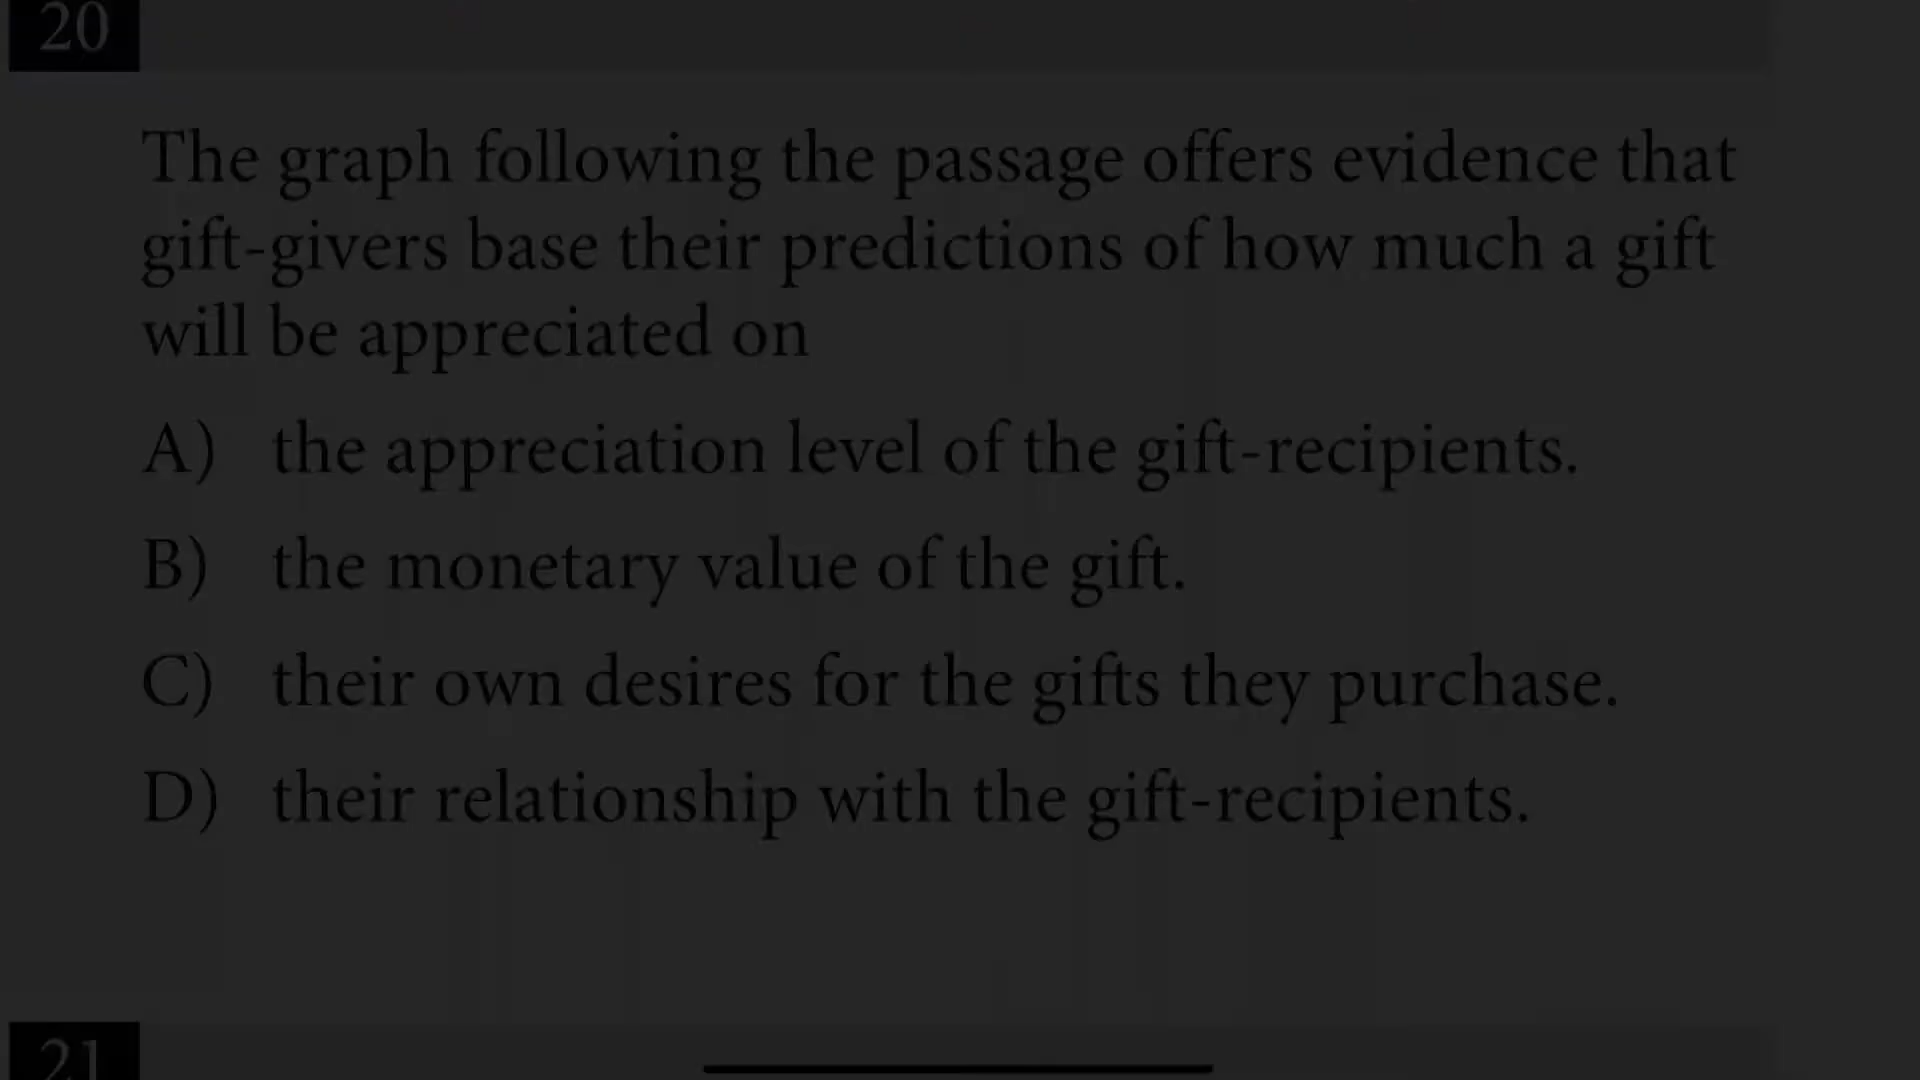 20
The graph following the passage offers evidence that
gift-givers base their predictions of how much a gift
will be appreciated on
A) the appreciation level of the gift-recipients.
B) the monetary value of the gift.
C) their own desires for the gifts they purchase.
D) their relationship with the gift-recipients.
21